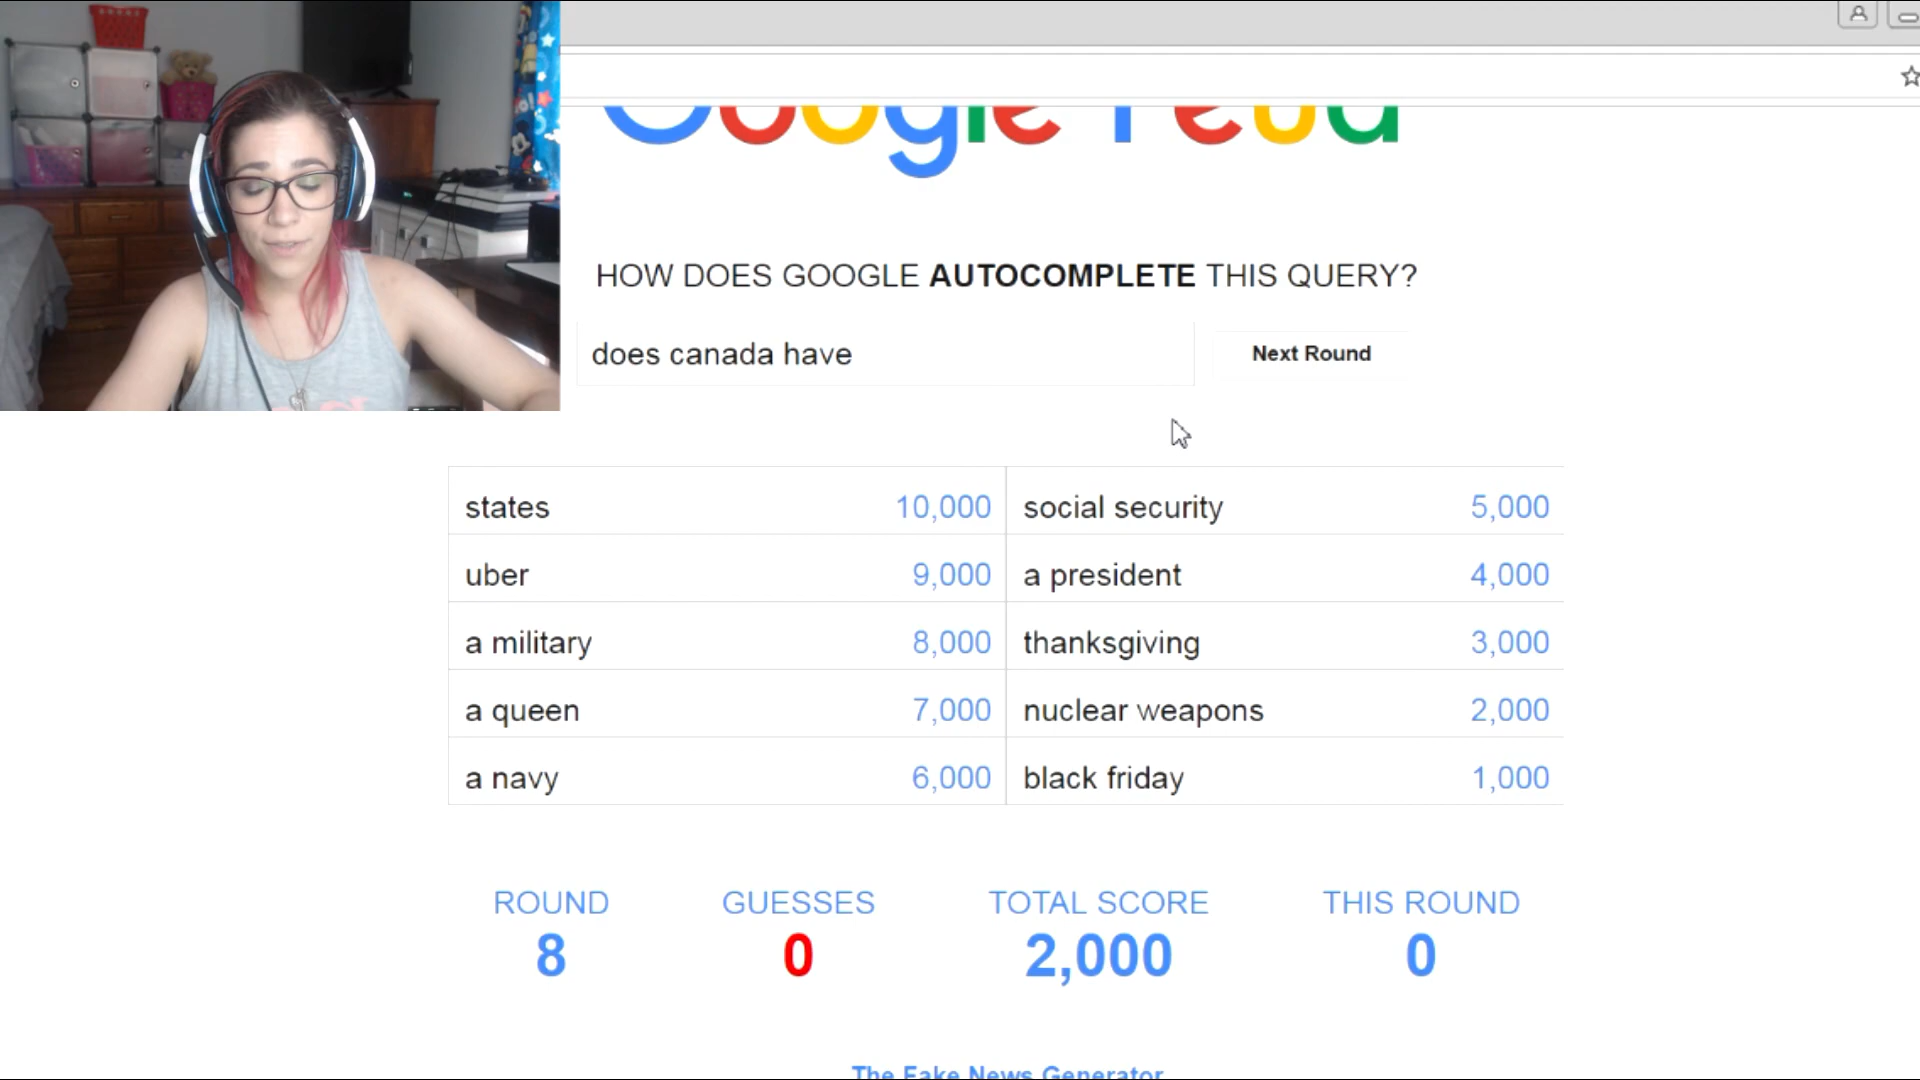 Google Feud
HOW DOES GOOGLE AUTOCOMPLETE THIS QUERY?
does canada have
Next Round
states 10,000
social security 5,000
uber 9,000
a president 4,000
a military 8,000
thanksgiving 3,000
a queen 7,000
nuclear weapons 2,000
a navy 6,000
black friday 1,000
ROUND GUESSES TOTAL SCORE THIS ROUND
8 0 2,000 0
The Fake News Generator